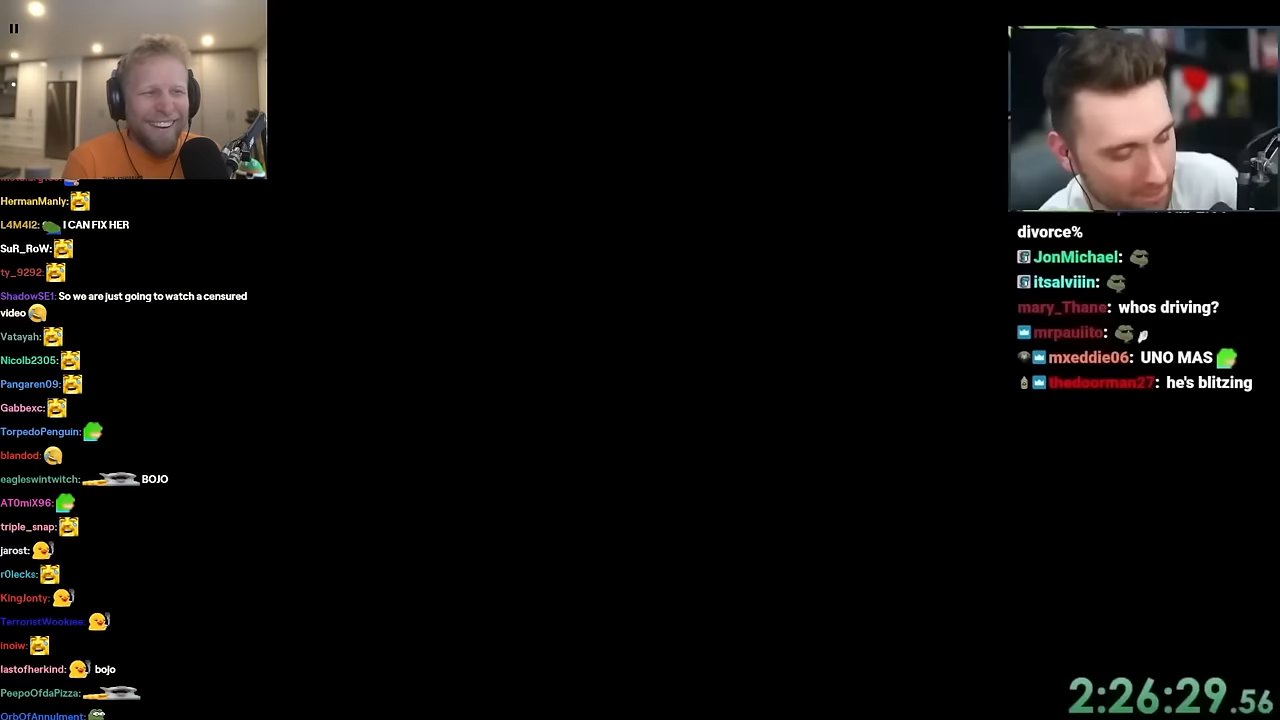 HermanManly:
L4M4I2: I CAN FIX HER
SuR_RoW:
ty_9292:
ShadowSE1: So we are just going to watch a censured
video
Vatayah:
Nicolb2305:
Pangaren09:
Gabbexc:
TorpedoPenguin:
blandod:
eagleswintwitch: BOJO
AT0miX96:
triple_snap:
jarost:
r0lecks:
KingJonty:
TerroristWookiee:
inoiw:
lastofherkind: bojo
PeepoOfdaPizza:
OrbOfAnnulment:
divorce%
JonMichael:
itsalviiin:
mary_Thane: whos driving?
mrpauiito:
mxeddie06: UNO MAS
thedoorman27: he's blitzing
2:26:29.56